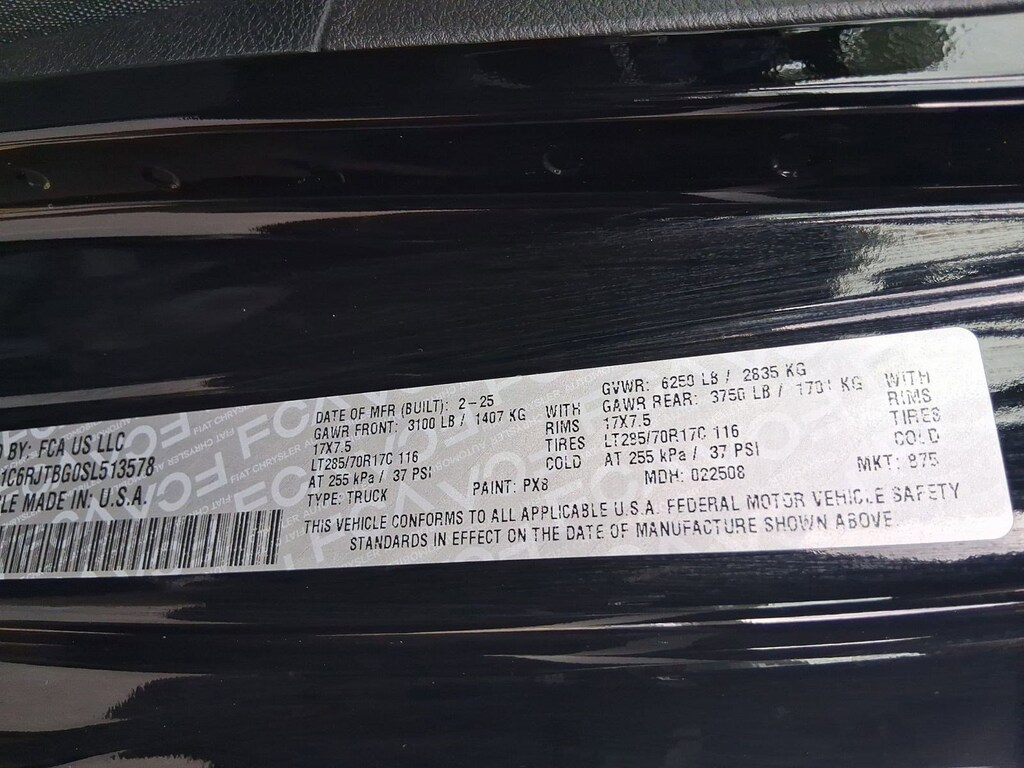 DATE OF MFR (BUILT): 2-25 GVWR: 6250 LB / 2835 KG
GAWR FRONT: 3100 LB / 1407 KG WITH GAWR REAR: 3750 LB / 1701 KG WITH
17X7.5 RIMS 17X7.5 RIMS
D BY: FCA US LLC LT285/70R17C 116 TIRES LT285/70R17C 116 TIRES
1C6RJTBG0SL513578 AT 255 kPa / 37 PSI COLD AT 255 kPa / 37 PSI COLD
LE MADE IN: U.S.A. TYPE: TRUCK PAINT: PX8 MDH: 022508 MKT: 875
THIS VEHICLE CONFORMS TO ALL APPLICABLE U.S.A. FEDERAL MOTOR VEHICLE SAFETY
STANDARDS IN EFFECT ON THE DATE OF MANUFACTURE SHOWN ABOVE.